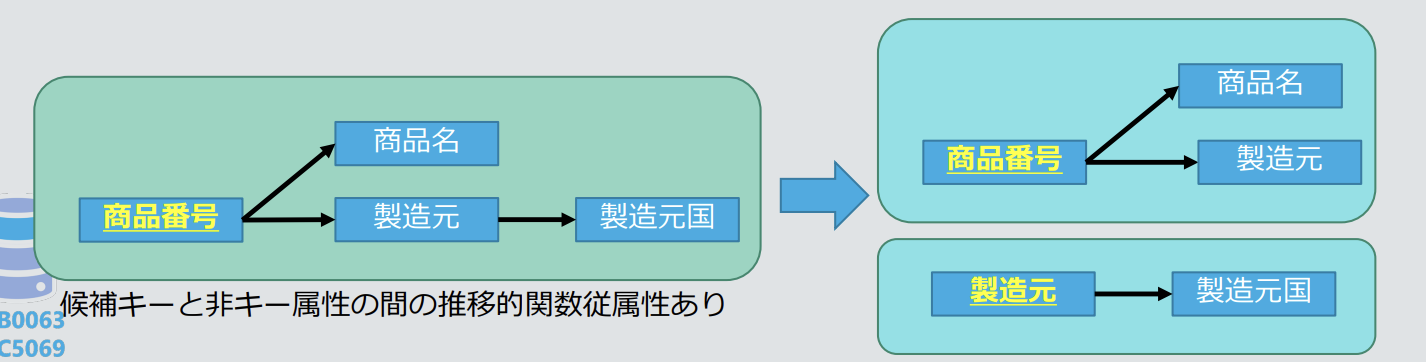 商品名
商品番号
製造元
製造元国
候補キーと非キー属性の間の推移的関数従属性あり
B0063
C5069
商品名
商品番号
製造元
製造元
製造元国